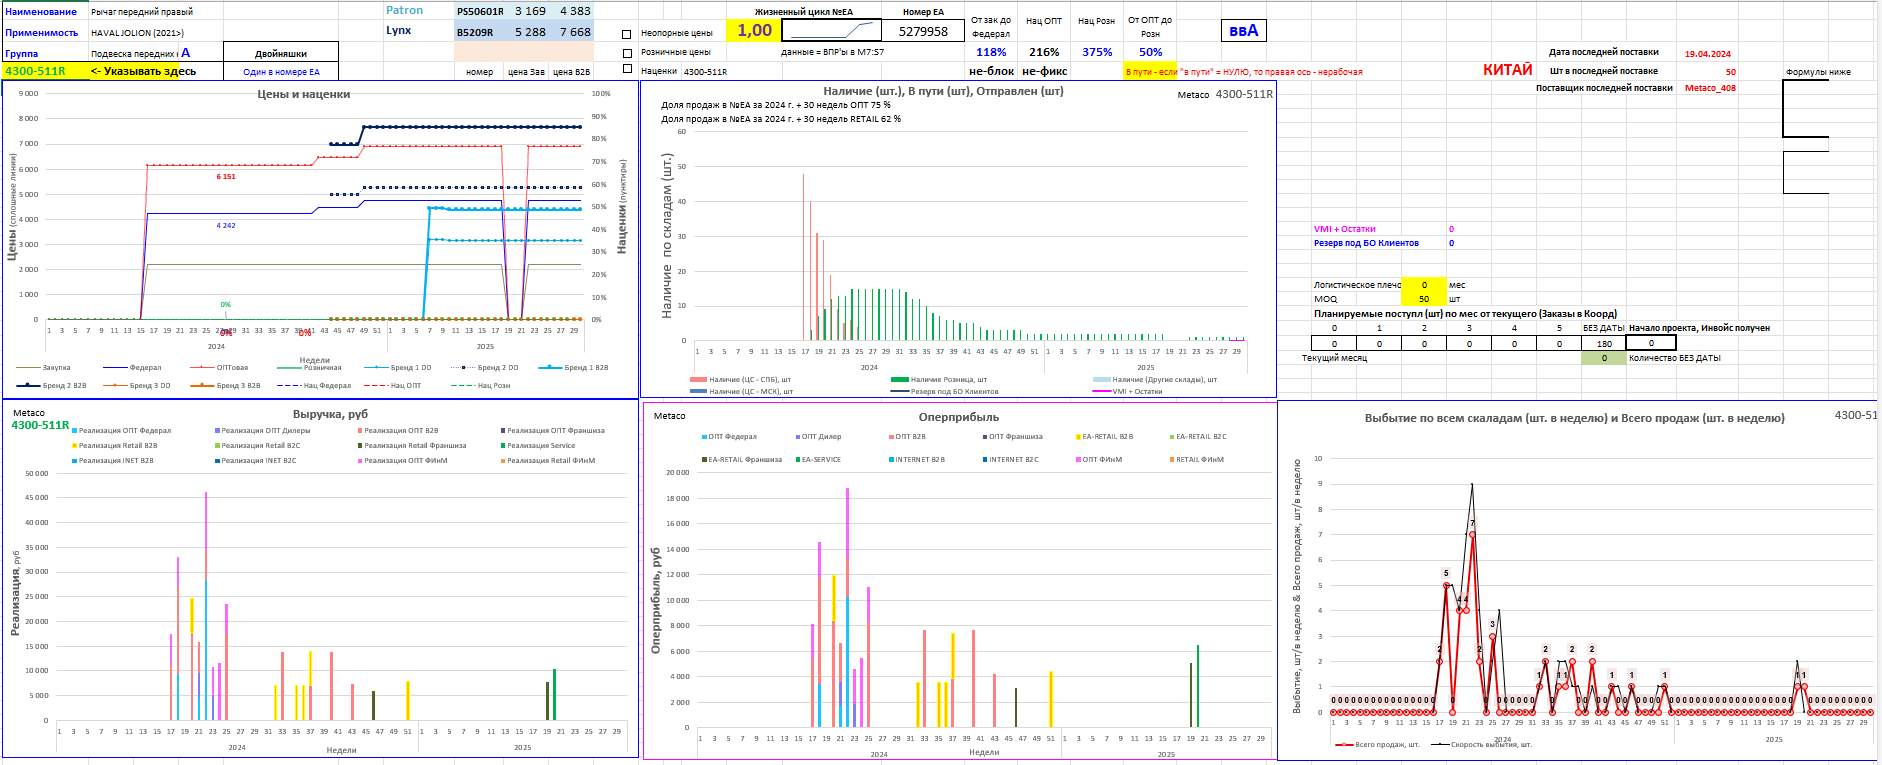 Наименование Рычаг передний правый
Применимость HAVAL JOLION (2021>)
Группа Подвеска передних А Двойняшки
4300-511R <- Указывать здесь Один в номере ЕА
Patron PS50601R 3 169 4 383
Lynx B5209R 5 288 7 668
номер цена Зав цена B2B
Неопорные цены 1,00
Розничные цены
Наценки 4300-511R
Жизненный цикл №ЕА
данные = ВПР'ы в M7:S7
Номер ЕА
5279958
От зак до Федерал Нац ОПТ Нац Розн От ОПТ до Розн
118% 216% 375% 50%
не-блок не-фикс
В пути - если "в пути" = НУЛЮ, то правая ось - нерабочая
ввА
КИТАЙ
Дата последней поставки 19.04.2024
Шт в последней поставке 50
Поставщик последней поставки Metaco_408
Формулы ниже
Цены и наценки
Цены (сплошные линии)
9 000
8 000
7 000
6 000
5 000
4 000
3 000
2 000
1 000
0
6 151
4 242
0%
0%
0%
100%
90%
80%
70%
60%
50%
40%
30%
20%
10%
0%
Наценки (пунктиры)
1 3 5 7 9 11 13 15 17 19 21 23 25 27 29 31 33 35 37 39 41 43 45 47 49 51 1 3 5 7 9 11 13 15 17 19 21 23 25 27 29
2024 2025
Недели
Закупка Федерал ОПТовая Розничная Бренд 1 DD Бренд 2 DD Бренд 1 B2B
Бренд 2 B2B Бренд 3 DD Бренд 3 B2B Нац Федерал Нац ОПТ Нац Розн
Наличие (шт.), В пути (шт), Отправлен (шт)
Metaco 4300-511R
Доля продаж в №ЕА за 2024 г. + 30 недель ОПТ 75 %
Доля продаж в №ЕА за 2024 г. + 30 недель RETAIL 62 %
Наличие по складам (шт.)
60
50
40
30
20
10
0
1 3 5 7 9 11 13 15 17 19 21 23 25 27 29 31 33 35 37 39 41 43 45 47 49 51 1 3 5 7 9 11 13 15 17 19 21 23 25 27 29
2024 2025
Наличие (ЦС - СПБ), шт Наличие Розница, шт Наличие (Другие склады), шт
Наличие (ЦС - МСК), шт Резерв под БО Клиентов VMI + Остатки
VMI + Остатки 0
Резерв под БО Клиентов 0
Логистическое плечо 0 мес
MOQ 50 шт
Планируемые поступл (шт) по мес от текущего (Заказы в Коорд)
0 1 2 3 4 5 БЕЗ ДАТЫ Начало проекта, Инвойс получен
0 0 0 0 0 0 180 0
Текущий месяц 0 Количество БЕЗ ДАТЫ
Metaco
4300-511R
Выручка, руб
Реализация ОПТ Федерал Реализация ОПТ Дилеры Реализация ОПТ B2B Реализация ОПТ Франшиза
Реализация Retail B2B Реализация Retail B2C Реализация Retail Франшиза Реализация Service
Реализация INET B2B Реализация INET B2C Реализация ОПТ ФИнМ Реализация Retail ФИнМ
Реализация, руб
50 000
45 000
40 000
35 000
30 000
25 000
20 000
15 000
10 000
5 000
0
1 3 5 7 9 11 13 15 17 19 21 23 25 27 29 31 33 35 37 39 41 43 45 47 49 51 1 3 5 7 9 11 13 15 17 19 21 23 25 27 29
2024 Недели 2025
Metaco
Оперприбыль
ОПТ Федерал ОПТ Дилер ОПТ B2B ОПТ Франшиза EA-RETAIL B2B EA-RETAIL B2C
EA-RETAIL Франшиза EA-SERVICE INTERNET B2B INTERNET B2C ОПТ ФИнМ RETAIL ФИнМ
Оперприбыль, руб
20 000
18 000
16 000
14 000
12 000
10 000
8 000
6 000
4 000
2 000
0
1 3 5 7 9 11 13 15 17 19 21 23 25 27 29 31 33 35 37 39 41 43 45 47 49 51 1 3 5 7 9 11 13 15 17 19 21 23 25 27 29
2024 Недели 2025
Выбытие по всем скаладам (шт. в неделю) и Всего продаж (шт. в неделю)
4300-51
Выбытие, шт/в неделю & Всего продаж, шт/в неделю
10
9
8
7
6
5
4
3
2
1
0
1 3 5 7 9 11 13 15 17 19 21 23 25 27 29 31 33 35 37 39 41 43 45 47 49 51 1 3 5 7 9 11 13 15 17 19 21 23 25 27 29
2024 2025
Всего продаж, шт. Скорость выбытия, шт.